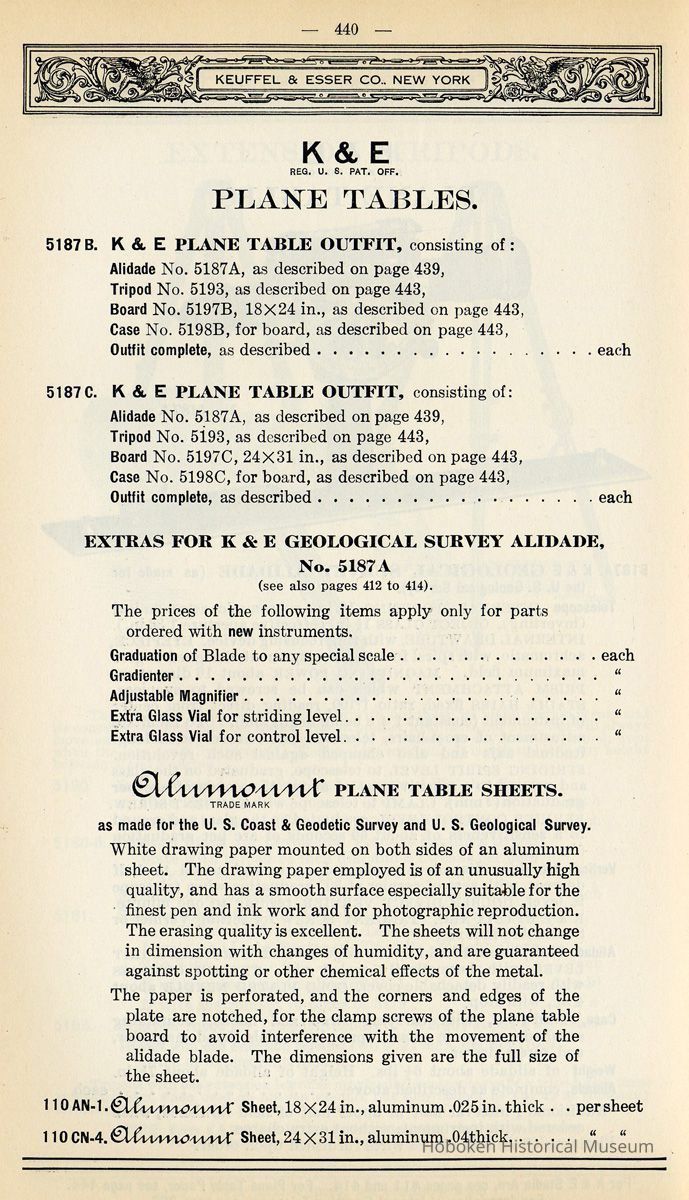 — 440 —
KEUFFEL & ESSER CO., NEW YORK
K & E
REG. U. S. PAT. OFF.
PLANE TABLES.
5187 B. K & E PLANE TABLE OUTFIT, consisting of :
Alidade No. 5187A, as described on page 439,
Tripod No. 5193, as described on page 443,
Board No. 5197B, 18×24 in., as described on page 443,
Case No. 5198B, for board, as described on page 443,
Outfit complete, as described . . . . . . . . . . . . . . . . . . each
5187 C. K & E PLANE TABLE OUTFIT, consisting of:
Alidade No. 5187A, as described on page 439,
Tripod No. 5193, as described on page 443,
Board No. 5197C, 24×31 in., as described on page 443,
Case No. 5198C, for board, as described on page 443,
Outfit complete, as described . . . . . . . . . . . . . . . . . . each
EXTRAS FOR K & E GEOLOGICAL SURVEY ALIDADE,
No. 5187 A
(see also pages 412 to 414).
The prices of the following items apply only for parts
ordered with new instruments.
Graduation of Blade to any special scale . . . . . . . . . . . . . each
Gradienter . . . . . . . . . . . . . . . . . . . . . . . . . . “
Adjustable Magnifier . . . . . . . . . . . . . . . . . . . . . . “
Extra Glass Vial for striding level . . . . . . . . . . . . . . . . “
Extra Glass Vial for control level . . . . . . . . . . . . . . . . “
Alumount PLANE TABLE SHEETS.
TRADE MARK
as made for the U. S. Coast & Geodetic Survey and U. S. Geological Survey.
White drawing paper mounted on both sides of an aluminum
sheet. The drawing paper employed is of an unusually high
quality, and has a smooth surface especially suitable for the
finest pen and ink work and for photographic reproduction.
The erasing quality is excellent. The sheets will not change
in dimension with changes of humidity, and are guaranteed
against spotting or other chemical effects of the metal.
The paper is perforated, and the corners and edges of the
plate are notched, for the clamp screws of the plane table
board to avoid interference with the movement of the
alidade blade. The dimensions given are the full size of
the sheet.
110 AN-1. Alumount Sheet, 18×24 in., aluminum .025 in. thick . . per sheet
110 CN-4. Alumount Sheet, 24×31 in., aluminum .04 thick. . . . . . “ “
Hoboken Historical Museum